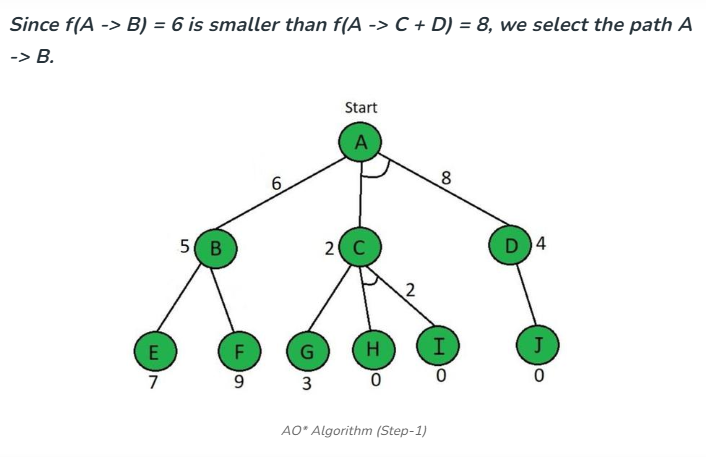 Since f(A -> B) = 6 is smaller than f(A -> C + D) = 8, we select the path A
-> B.
Start
A
6
8
5 B
2 C
D 4
2
E
F
G
H
I
J
7
9
3
0
0
0
AO* Algorithm (Step-1)